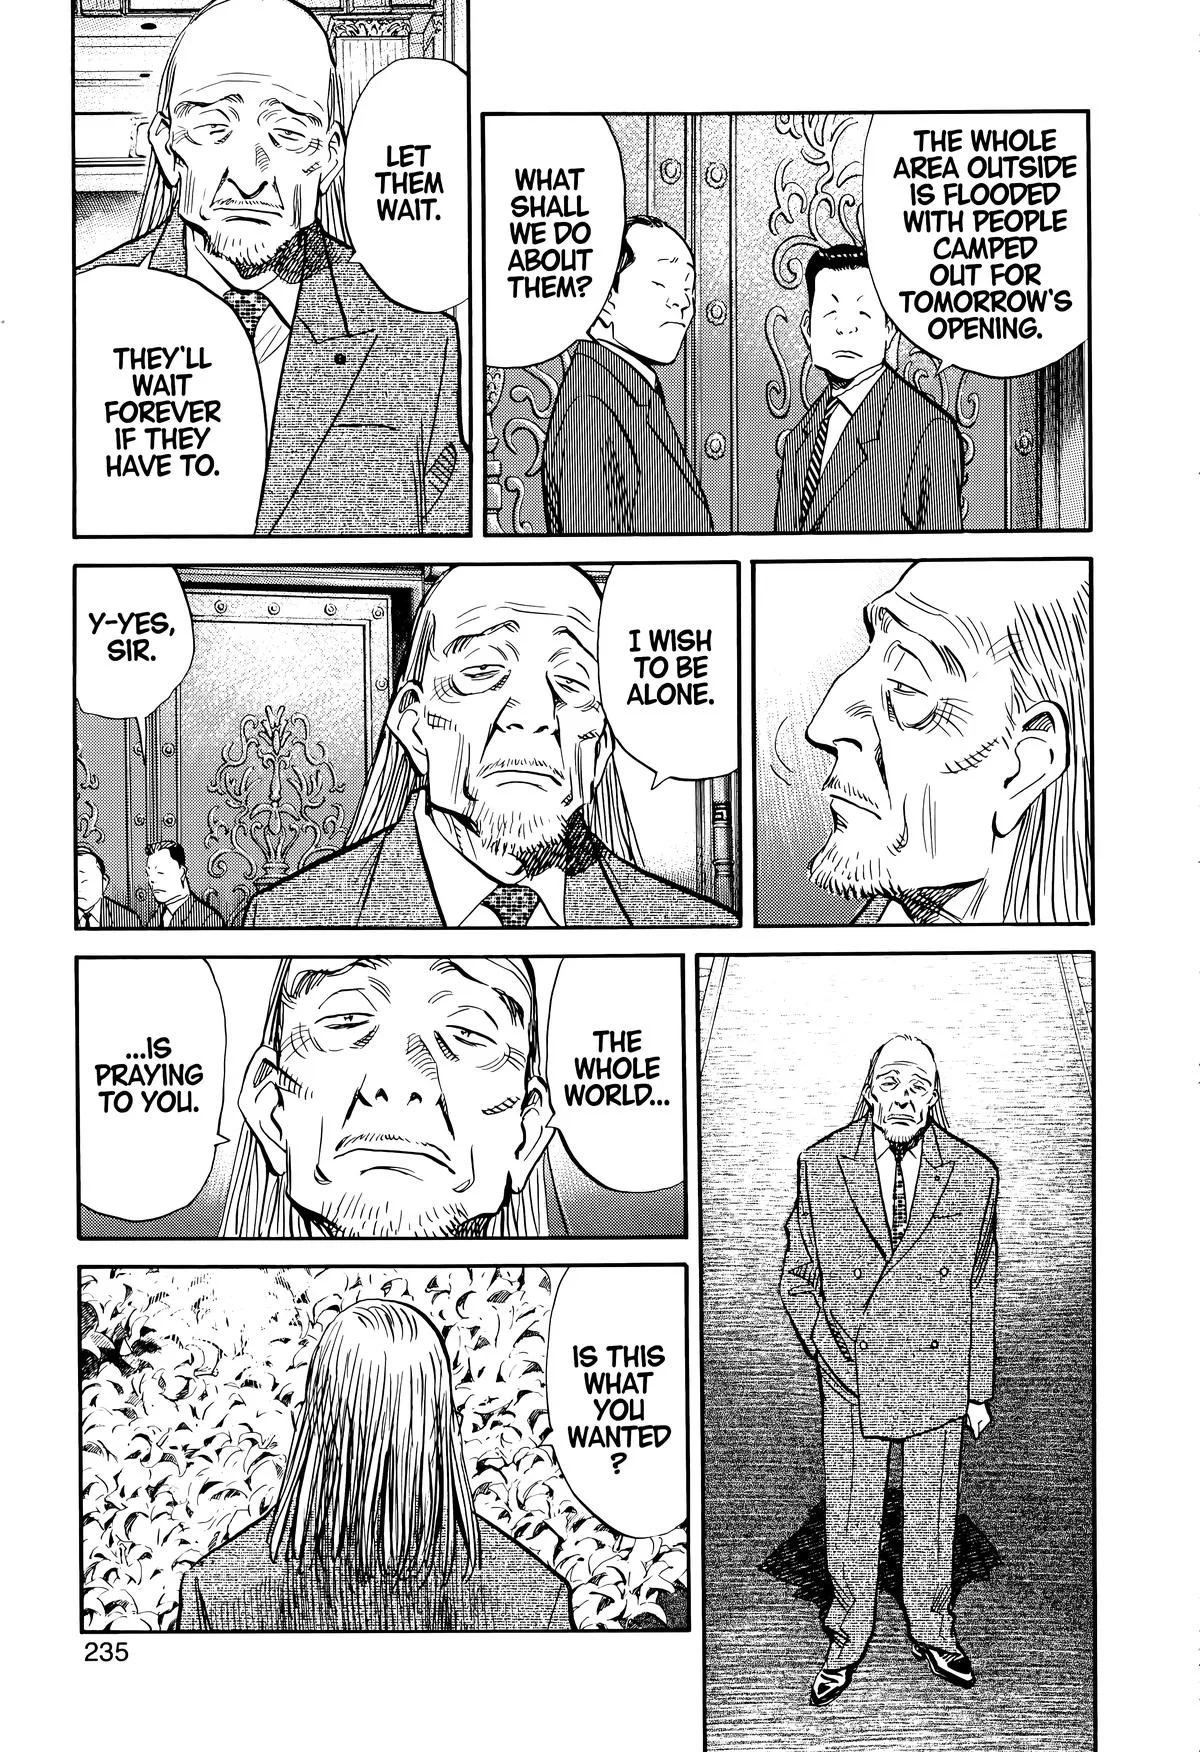 THE WHOLE
AREA OUTSIDE
IS FLOODED
WITH PEOPLE
CAMPED
OUT FOR
TOMORROW'S
OPENING.
WHAT
SHALL
WE DO
ABOUT
THEM?
LET
THEM
WAIT.
THEY'LL
WAIT
FOREVER
IF THEY
HAVE TO.
I WISH
TO BE
ALONE.
Y-YES,
SIR.
THE
WHOLE
WORLD...
...IS
PRAYING
TO YOU.
IS THIS
WHAT
YOU
WANTED
?
235